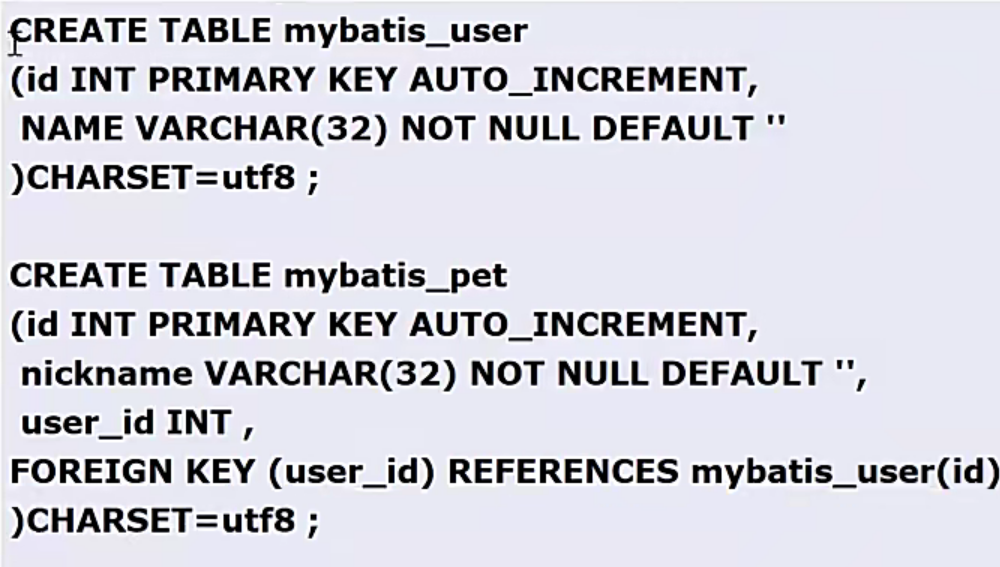 CREATE TABLE mybatis_user
(id INT PRIMARY KEY AUTO_INCREMENT,
NAME VARCHAR(32) NOT NULL DEFAULT ''
)CHARSET=utf8 ;
CREATE TABLE mybatis_pet
(id INT PRIMARY KEY AUTO_INCREMENT,
nickname VARCHAR(32) NOT NULL DEFAULT '',
user_id INT ,
FOREIGN KEY (user_id) REFERENCES mybatis_user(id)
)CHARSET=utf8 ;